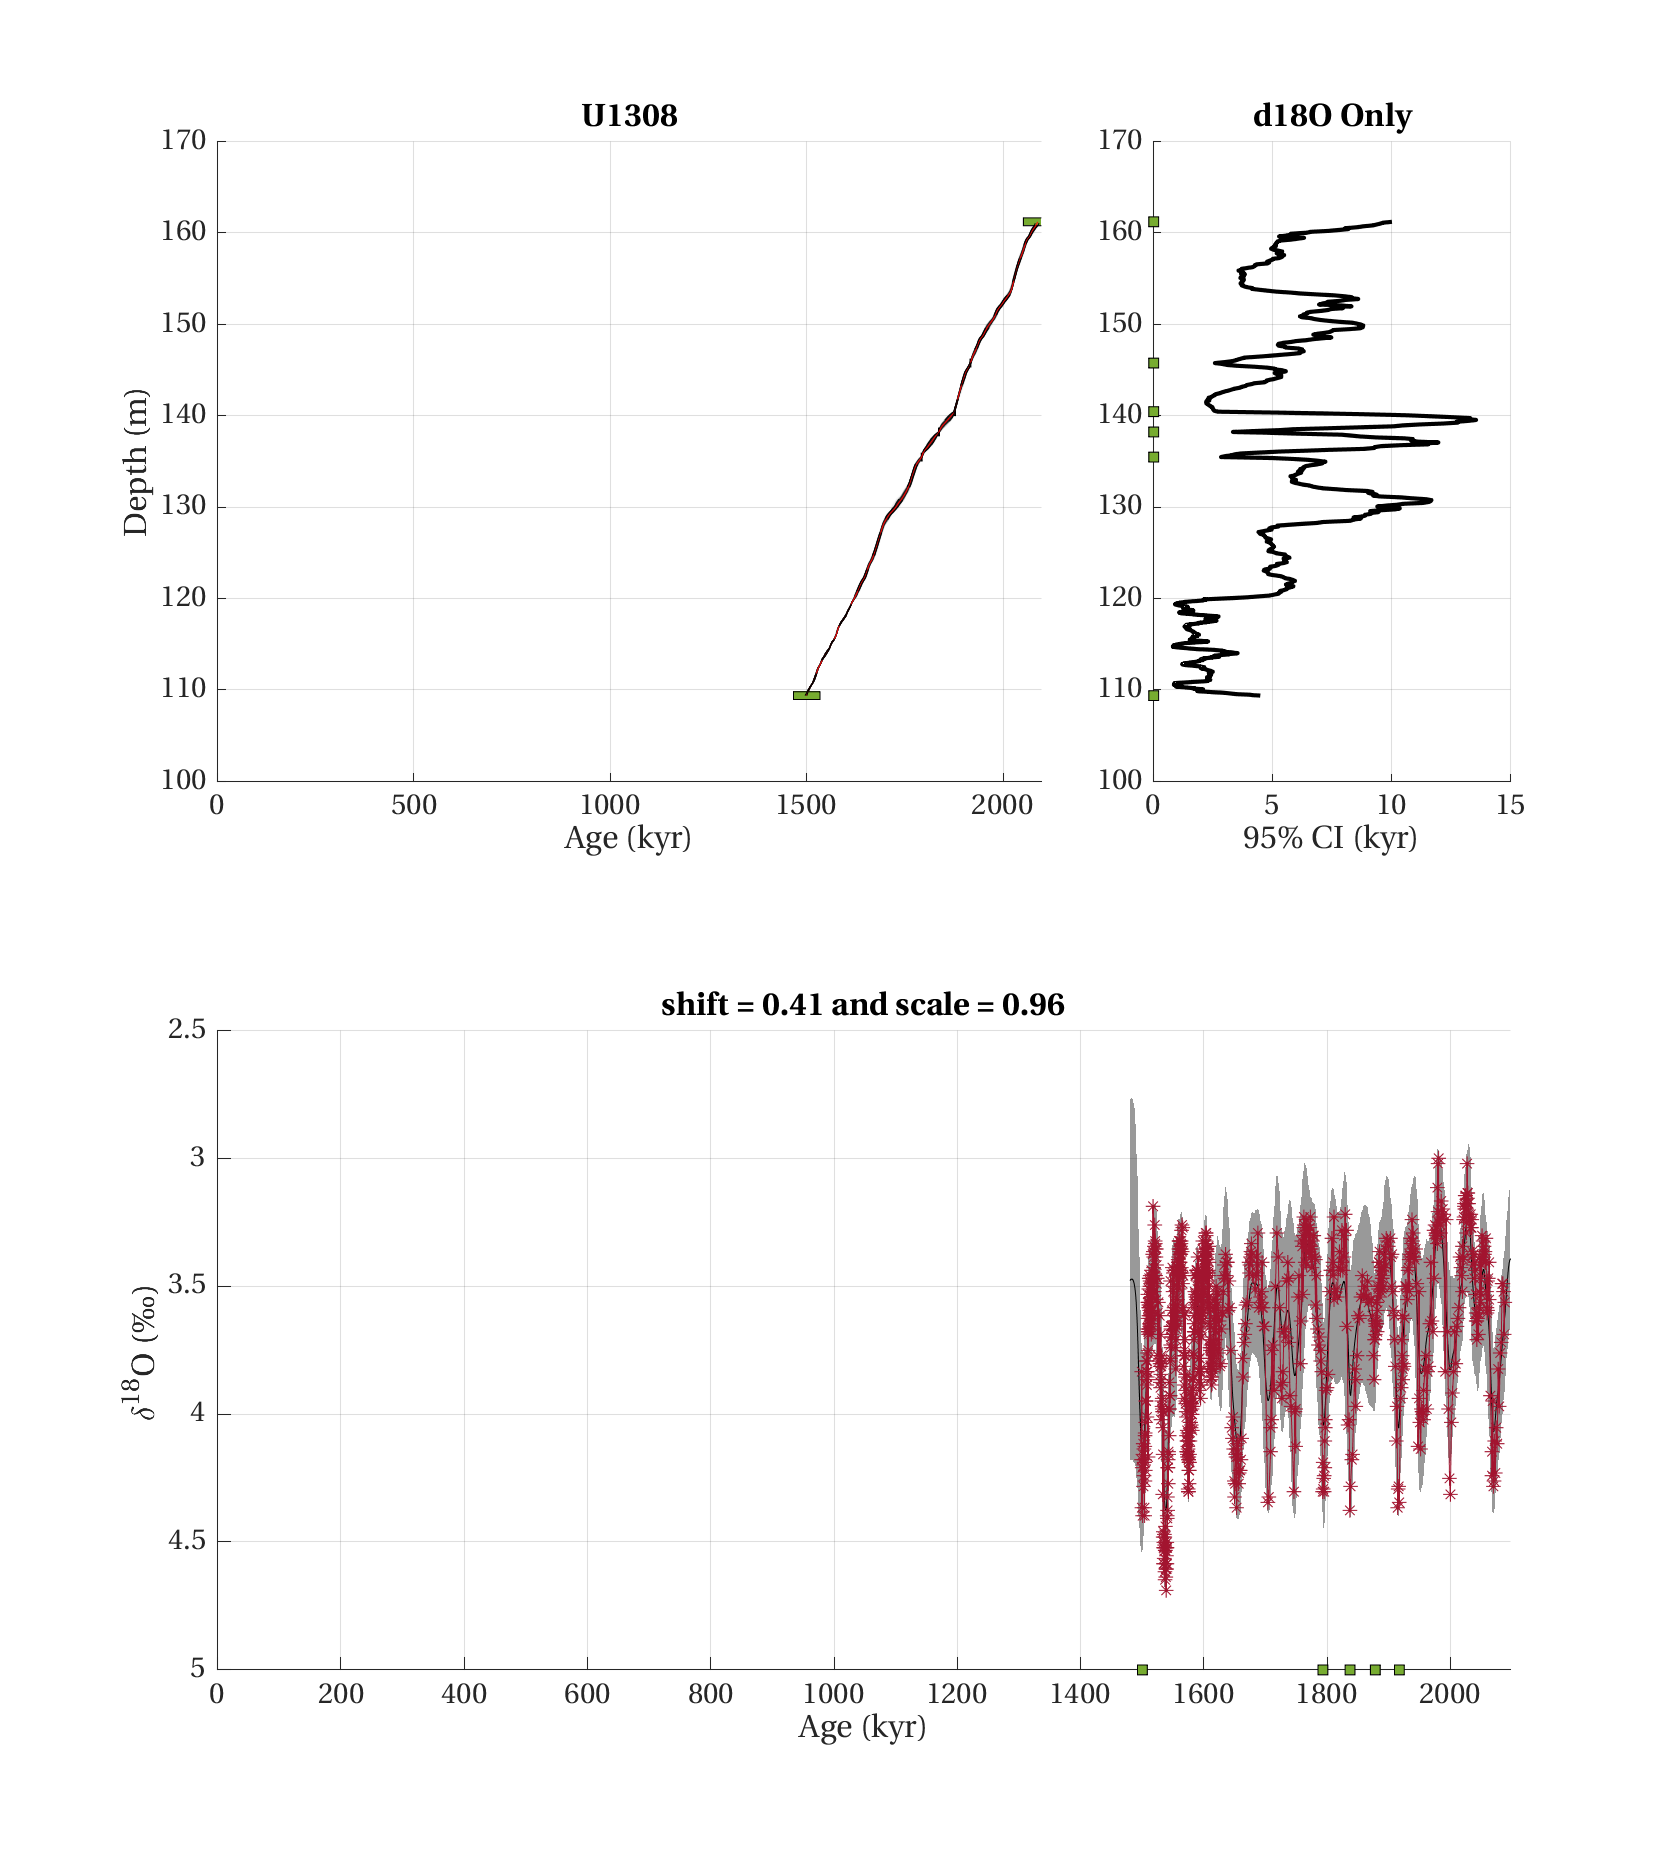 U1308
170
160
150
140
130
120
110
100
Depth (m)
0 500 1000 1500 2000
Age (kyr)
d18O Only
170
160
150
140
130
120
110
100
0 5 10 15
95% CI (kyr)
shift = 0.41 and scale = 0.96
2.5
3
3.5
4
4.5
5
δ18O (‰)
0 200 400 600 800 1000 1200 1400 1600 1800 2000
Age (kyr)